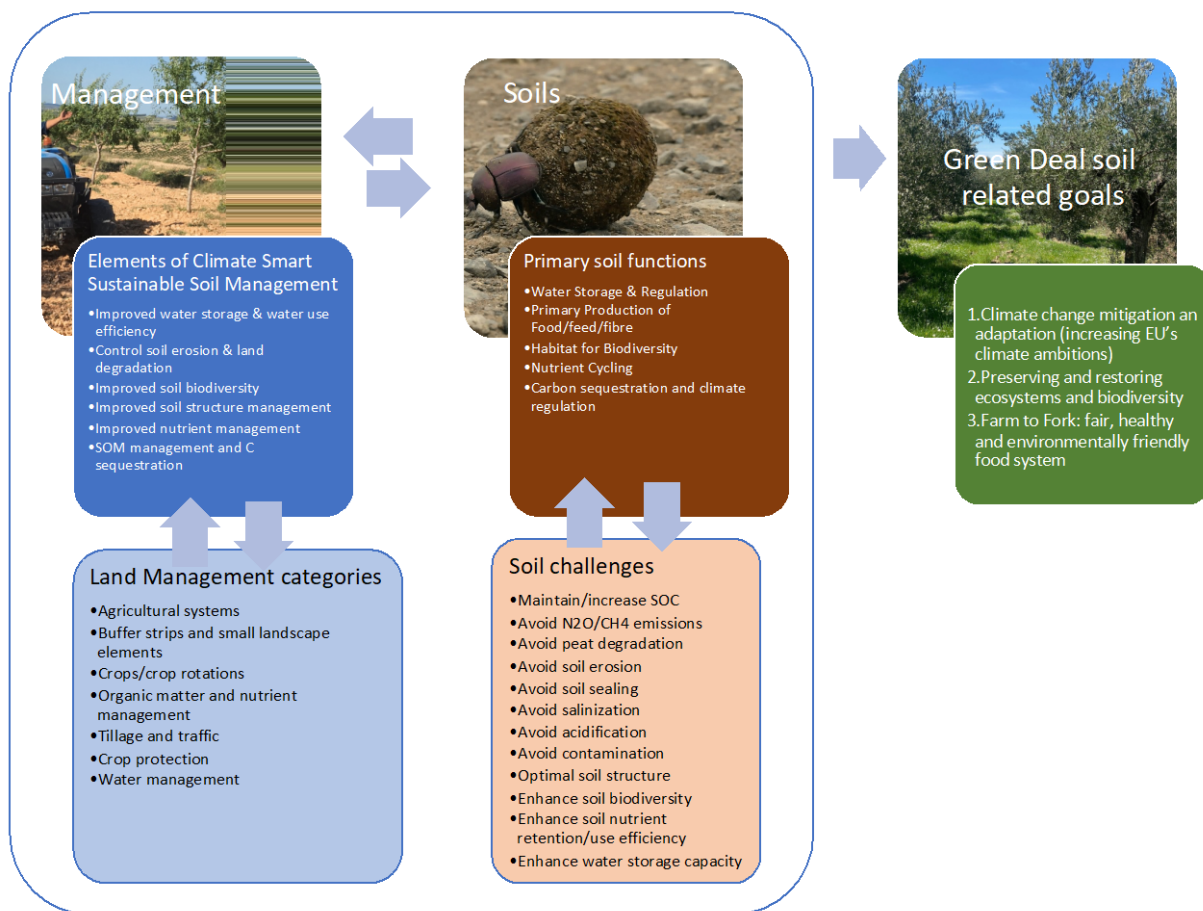 Management
Elements of Climate Smart
Sustainable Soil Management
•Improved water storage & water use
efficiency
•Control soil erosion & land
degradation
•Improved soil biodiversity
•Improved soil structure management
•Improved nutrient management
•SOM management and C
sequestration
Land Management categories
•Agricultural systems
•Buffer strips and small landscape
elements
•Crops/crop rotations
•Organic matter and nutrient
management
•Tillage and traffic
•Crop protection
•Water management
Soils
Primary soil functions
•Water Storage & Regulation
•Primary Production of
Food/feed/fibre
•Habitat for Biodiversity
•Nutrient Cycling
•Carbon sequestration and climate
regulation
Soil challenges
•Maintain/increase SOC
•Avoid N2O/CH4 emissions
•Avoid peat degradation
•Avoid soil erosion
•Avoid soil sealing
•Avoid salinization
•Avoid acidification
•Avoid contamination
•Optimal soil structure
•Enhance soil biodiversity
•Enhance soil nutrient
retention/use efficiency
•Enhance water storage capacity
Green Deal soil
related goals
1.Climate change mitigation an
adaptation (increasing EU's
climate ambitions)
2.Preserving and restoring
ecosystems and biodiversity
3.Farm to Fork: fair, healthy
and environmentally friendly
food system